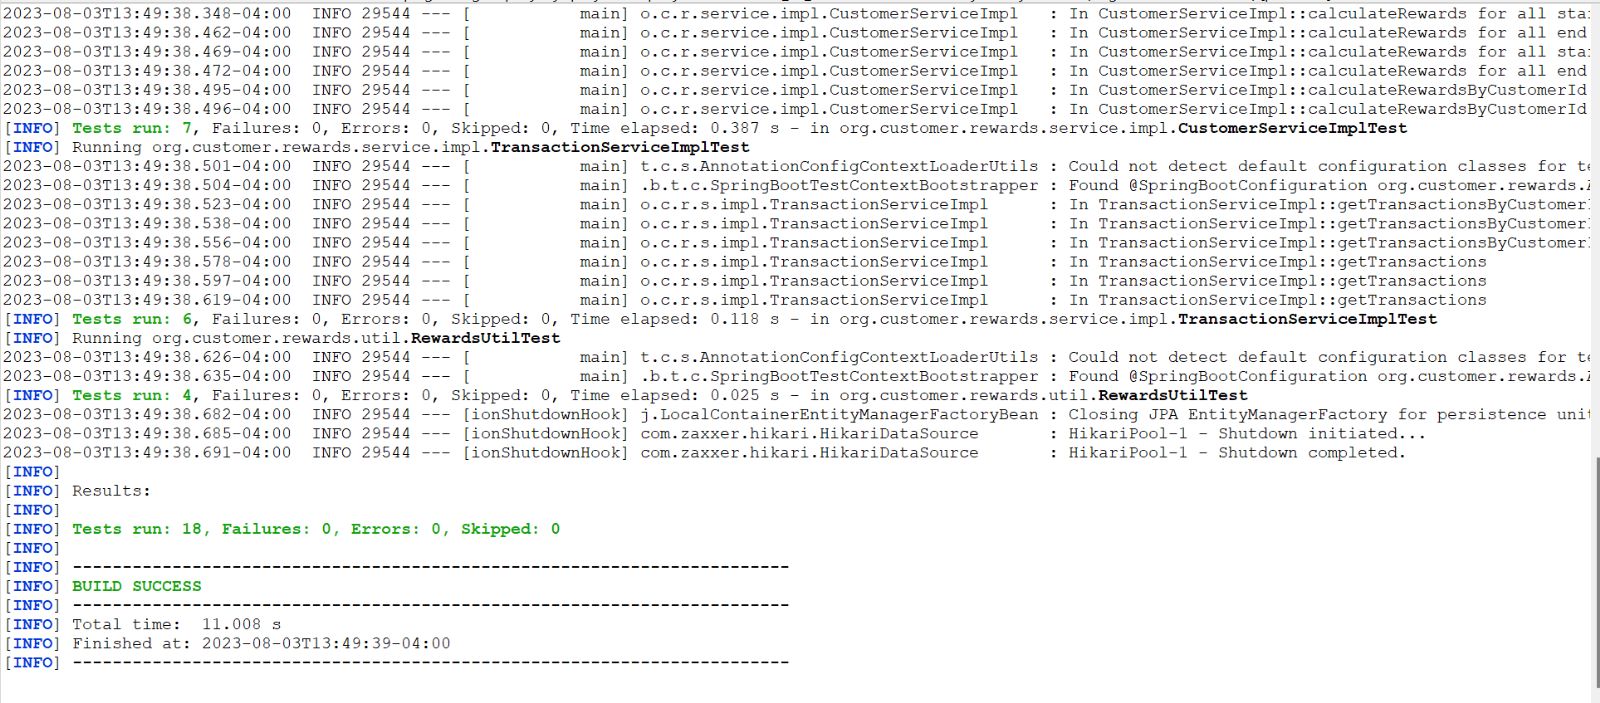 2023-08-03T13:49:38.348-04:00  INFO 29544 --- [           main] o.c.r.service.impl.CustomerServiceImpl   : In CustomerServiceImpl::calculateRewards for all sta
2023-08-03T13:49:38.462-04:00  INFO 29544 --- [           main] o.c.r.service.impl.CustomerServiceImpl   : In CustomerServiceImpl::calculateRewards for all end
2023-08-03T13:49:38.469-04:00  INFO 29544 --- [           main] o.c.r.service.impl.CustomerServiceImpl   : In CustomerServiceImpl::calculateRewards for all sta
2023-08-03T13:49:38.472-04:00  INFO 29544 --- [           main] o.c.r.service.impl.CustomerServiceImpl   : In CustomerServiceImpl::calculateRewards for all end
2023-08-03T13:49:38.495-04:00  INFO 29544 --- [           main] o.c.r.service.impl.CustomerServiceImpl   : In CustomerServiceImpl::calculateRewardsByCustomerId
2023-08-03T13:49:38.496-04:00  INFO 29544 --- [           main] o.c.r.service.impl.CustomerServiceImpl   : In CustomerServiceImpl::calculateRewardsByCustomerId
[INFO] Tests run: 7, Failures: 0, Errors: 0, Skipped: 0, Time elapsed: 0.387 s - in org.customer.rewards.service.impl.CustomerServiceImplTest
[INFO] Running org.customer.rewards.service.impl.TransactionServiceImplTest
2023-08-03T13:49:38.501-04:00  INFO 29544 --- [           main] t.c.s.AnnotationConfigContextLoaderUtils : Could not detect default configuration classes for te
2023-08-03T13:49:38.504-04:00  INFO 29544 --- [           main] .b.t.c.SpringBootTestContextBootstrapper : Found @SpringBootConfiguration org.customer.rewards.A
2023-08-03T13:49:38.523-04:00  INFO 29544 --- [           main] o.c.r.s.impl.TransactionServiceImpl      : In TransactionServiceImpl::getTransactionsByCustomerI
2023-08-03T13:49:38.538-04:00  INFO 29544 --- [           main] o.c.r.s.impl.TransactionServiceImpl      : In TransactionServiceImpl::getTransactionsByCustomerI
2023-08-03T13:49:38.556-04:00  INFO 29544 --- [           main] o.c.r.s.impl.TransactionServiceImpl      : In TransactionServiceImpl::getTransactionsByCustomerI
2023-08-03T13:49:38.578-04:00  INFO 29544 --- [           main] o.c.r.s.impl.TransactionServiceImpl      : In TransactionServiceImpl::getTransactions
2023-08-03T13:49:38.597-04:00  INFO 29544 --- [           main] o.c.r.s.impl.TransactionServiceImpl      : In TransactionServiceImpl::getTransactions
2023-08-03T13:49:38.619-04:00  INFO 29544 --- [           main] o.c.r.s.impl.TransactionServiceImpl      : In TransactionServiceImpl::getTransactions
[INFO] Tests run: 6, Failures: 0, Errors: 0, Skipped: 0, Time elapsed: 0.118 s - in org.customer.rewards.service.impl.TransactionServiceImplTest
[INFO] Running org.customer.rewards.util.RewardsUtilTest
2023-08-03T13:49:38.626-04:00  INFO 29544 --- [           main] t.c.s.AnnotationConfigContextLoaderUtils : Could not detect default configuration classes for te
2023-08-03T13:49:38.635-04:00  INFO 29544 --- [           main] .b.t.c.SpringBootTestContextBootstrapper : Found @SpringBootConfiguration org.customer.rewards.A
[INFO] Tests run: 4, Failures: 0, Errors: 0, Skipped: 0, Time elapsed: 0.025 s - in org.customer.rewards.util.RewardsUtilTest
2023-08-03T13:49:38.682-04:00  INFO 29544 --- [ionShutdownHook] j.LocalContainerEntityManagerFactoryBean : Closing JPA EntityManagerFactory for persistence unit
2023-08-03T13:49:38.685-04:00  INFO 29544 --- [ionShutdownHook] com.zaxxer.hikari.HikariDataSource       : HikariPool-1 - Shutdown initiated...
2023-08-03T13:49:38.691-04:00  INFO 29544 --- [ionShutdownHook] com.zaxxer.hikari.HikariDataSource       : HikariPool-1 - Shutdown completed.
[INFO]
[INFO] Results:
[INFO]
[INFO] Tests run: 18, Failures: 0, Errors: 0, Skipped: 0
[INFO]
[INFO] ------------------------------------------------------------------------
[INFO] BUILD SUCCESS
[INFO] ------------------------------------------------------------------------
[INFO] Total time:  11.008 s
[INFO] Finished at: 2023-08-03T13:49:39-04:00
[INFO] ------------------------------------------------------------------------